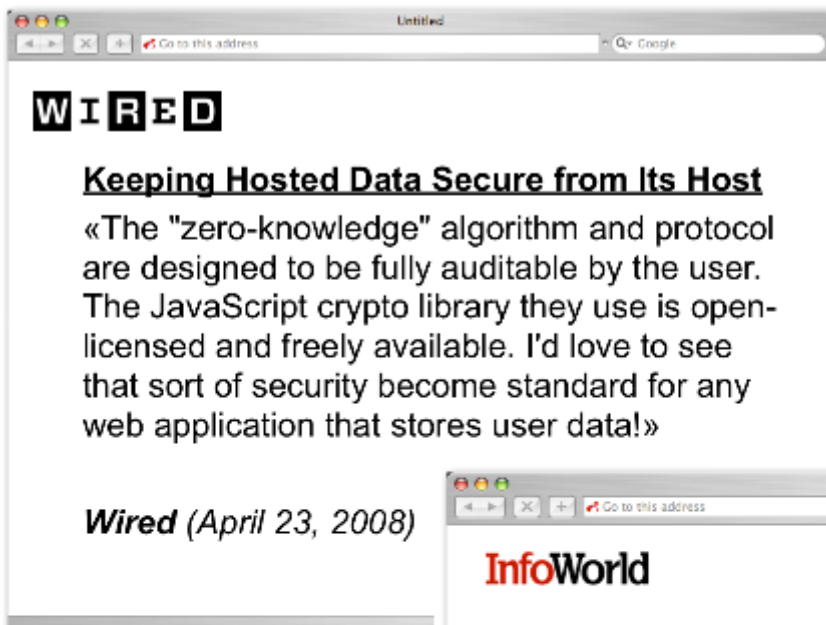 Untitled
Go to this address
Google
WIRED
Keeping Hosted Data Secure from Its Host
«The "zero-knowledge" algorithm and protocol
are designed to be fully auditable by the user.
The JavaScript crypto library they use is open-
licensed and freely available. I'd love to see
that sort of security become standard for any
web application that stores user data!»
Wired (April 23, 2008)
Go to this address
InfoWorld